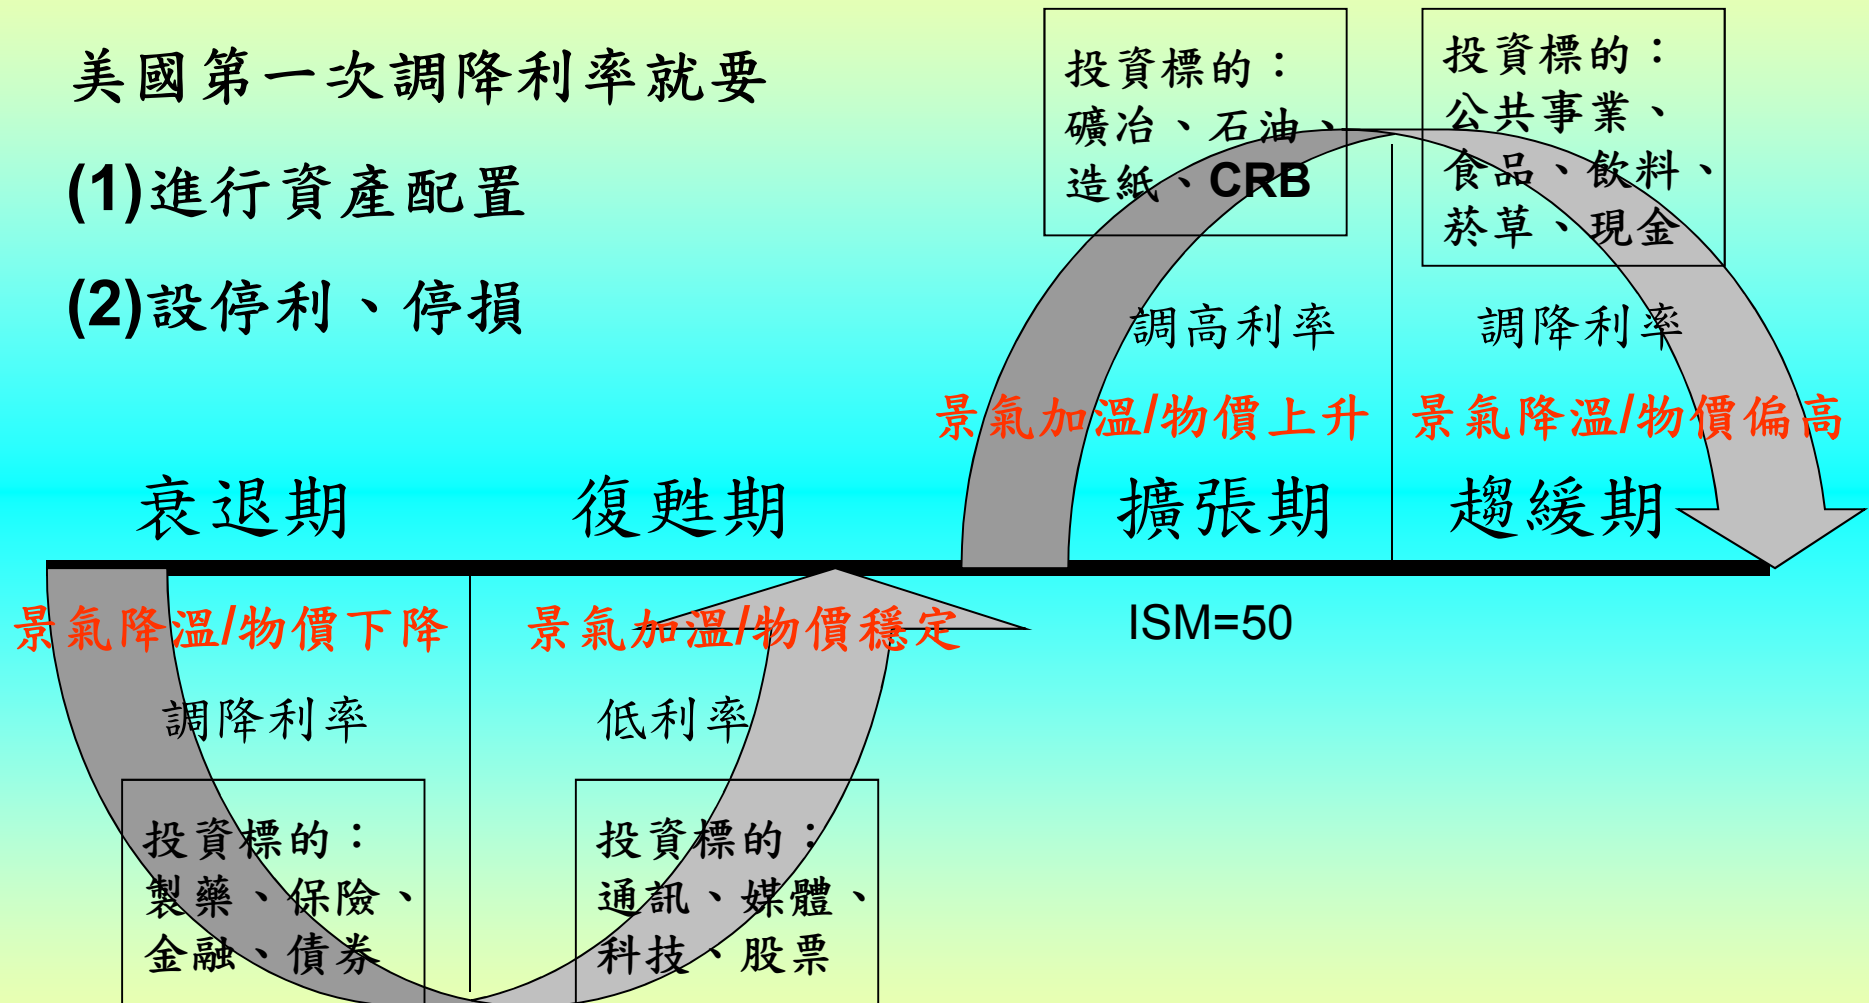 美國第一次調降利率就要
(1)進行資產配置
(2)設停利、停損
投資標的：
礦冶、石油、
造紙、CRB
投資標的：
公共事業、
食品、飲料、
菸草、現金
調高利率
調降利率
景氣加溫/物價上升
景氣降溫/物價偏高
衰退期
復甦期
擴張期
趨緩期
景氣降溫/物價下降
景氣加溫/物價穩定
ISM=50
調降利率
低利率
投資標的：
製藥、保險、
金融、債券
投資標的：
通訊、媒體、
科技、股票